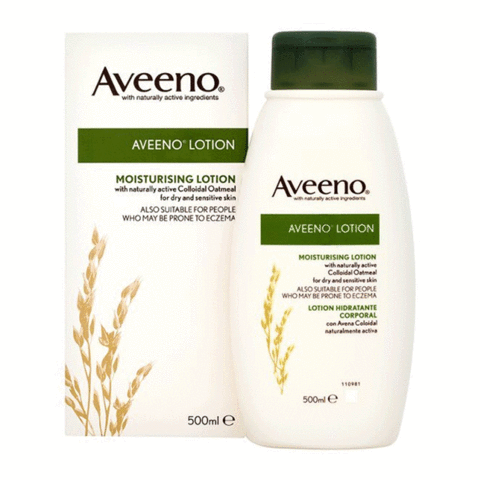 Aveeno®
with naturally active ingredients
AVEENO® LOTION
MOISTURISING LOTION
with naturally active Colloidal Oatmeal
for dry and sensitive skin
ALSO SUITABLE FOR PEOPLE
WHO MAY BE PRONE TO ECZEMA
500ml e
Aveeno®
with naturally active ingredients
AVEENO® LOTION
MOISTURISING LOTION
with naturally active
Colloidal Oatmeal
for dry and sensitive skin
ALSO SUITABLE FOR PEOPLE
WHO MAY BE PRONE TO ECZEMA
LOTION HIDRATANTE
CORPORAL
con Avena Coloidal
naturalmente activa
110981
500ml e